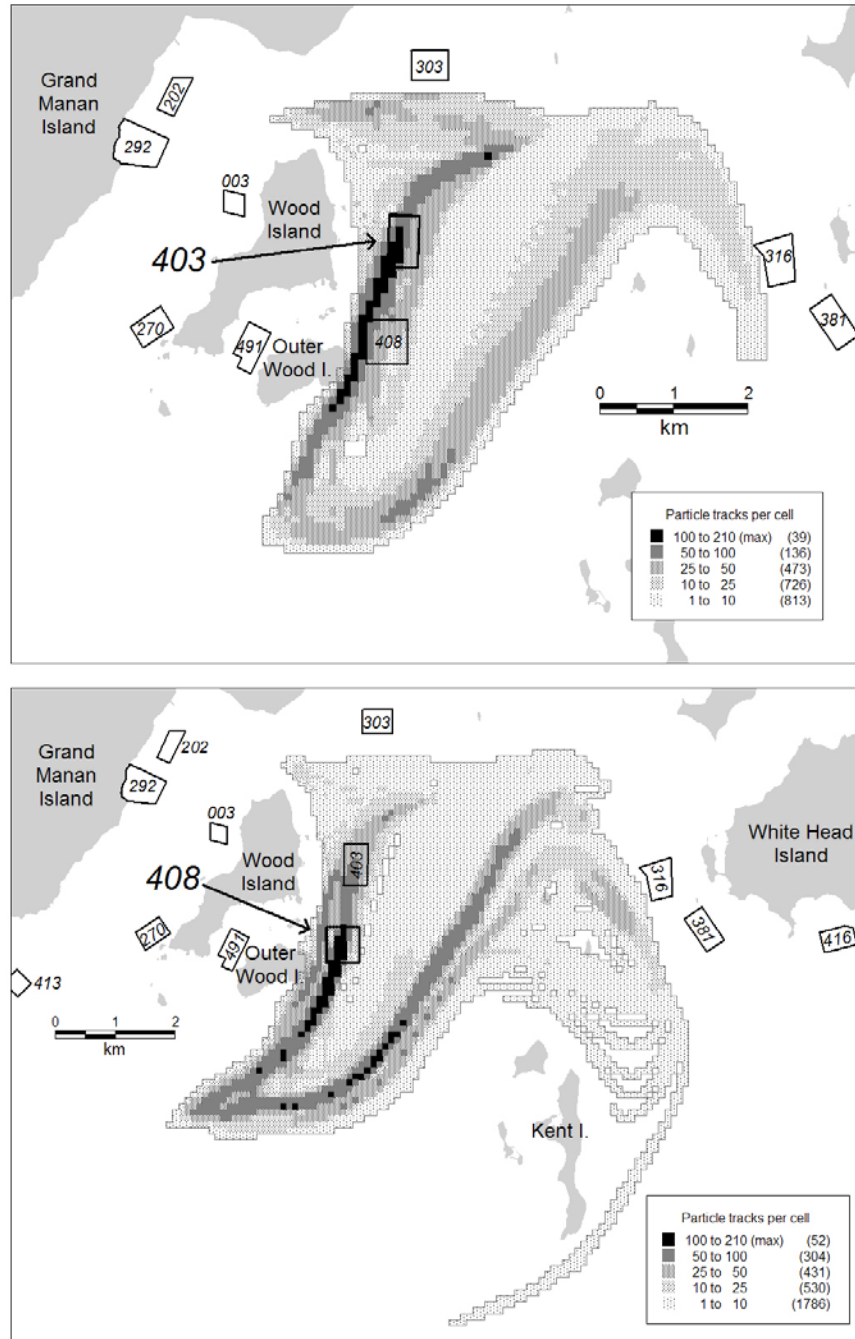 303
Grand
Manan
Island
202
292
003
Wood
Island
403
316
270
491
Outer
Wood I.
408
381
0 1 2
km
Particle tracks per cell
100 to 210 (max) (39)
50 to 100 (136)
25 to 50 (473)
10 to 25 (726)
1 to 10 (813)
303
Grand
Manan
Island
202
292
003
White Head
Island
Wood
Island
403
408
316
270
491
Outer
Wood I.
381
416
413
0 1 2
km
Kent I.
Particle tracks per cell
100 to 210 (max) (52)
50 to 100 (304)
25 to 50 (431)
10 to 25 (530)
1 to 10 (1786)